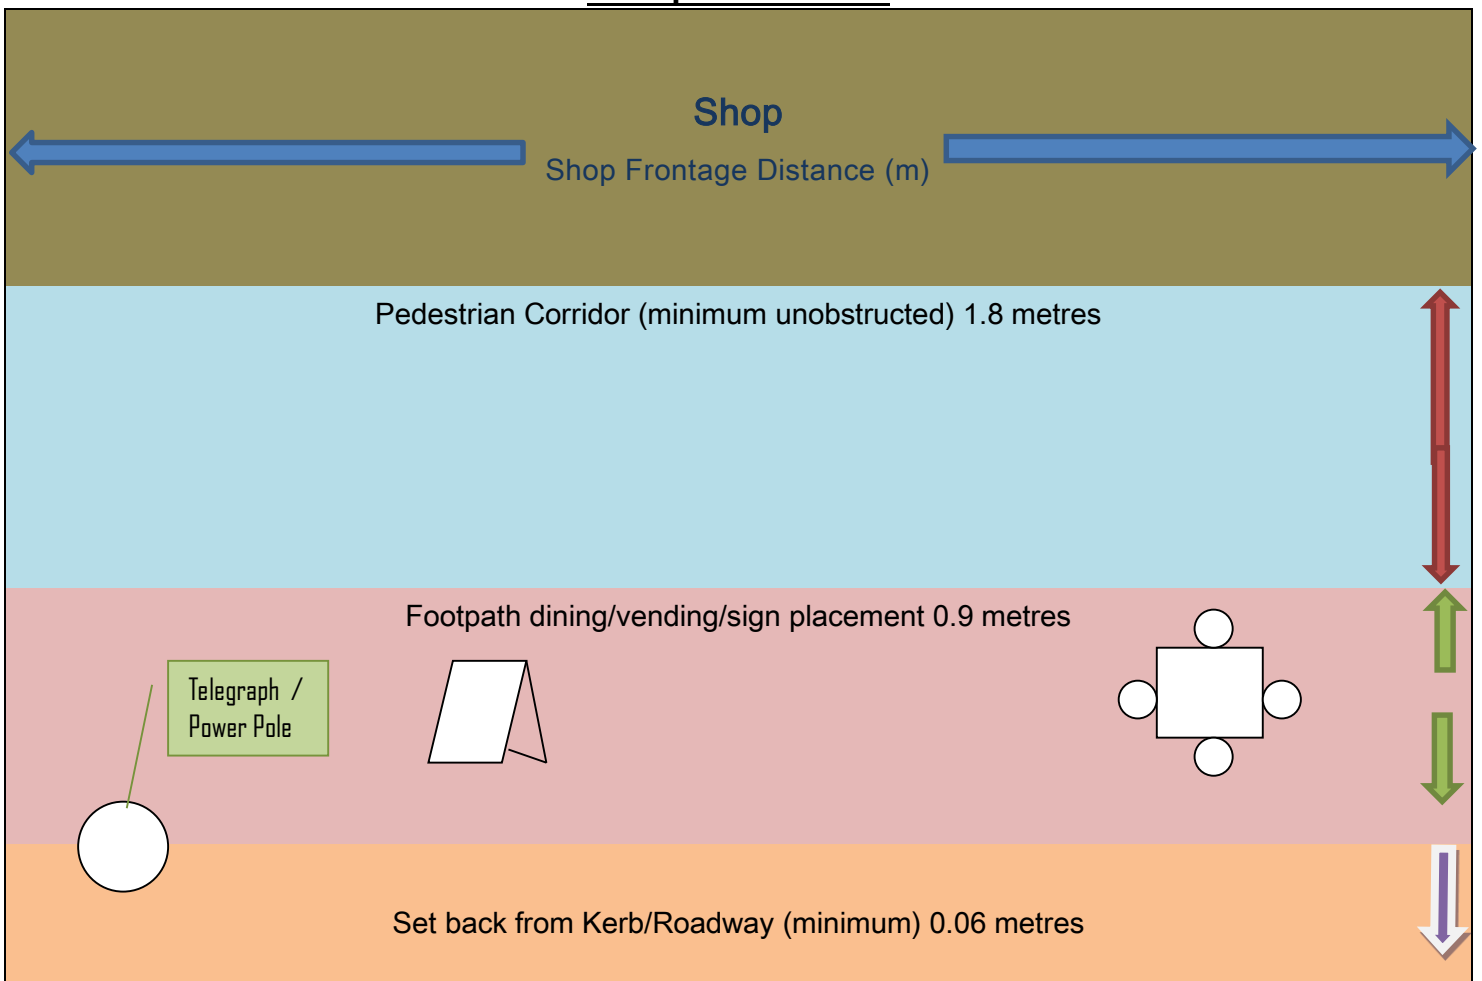 Shop
Shop Frontage Distance (m)
Pedestrian Corridor (minimum unobstructed) 1.8 metres
Footpath dining/vending/sign placement 0.9 metres
Telegraph /
Power Pole
Set back from Kerb/Roadway (minimum) 0.06 metres